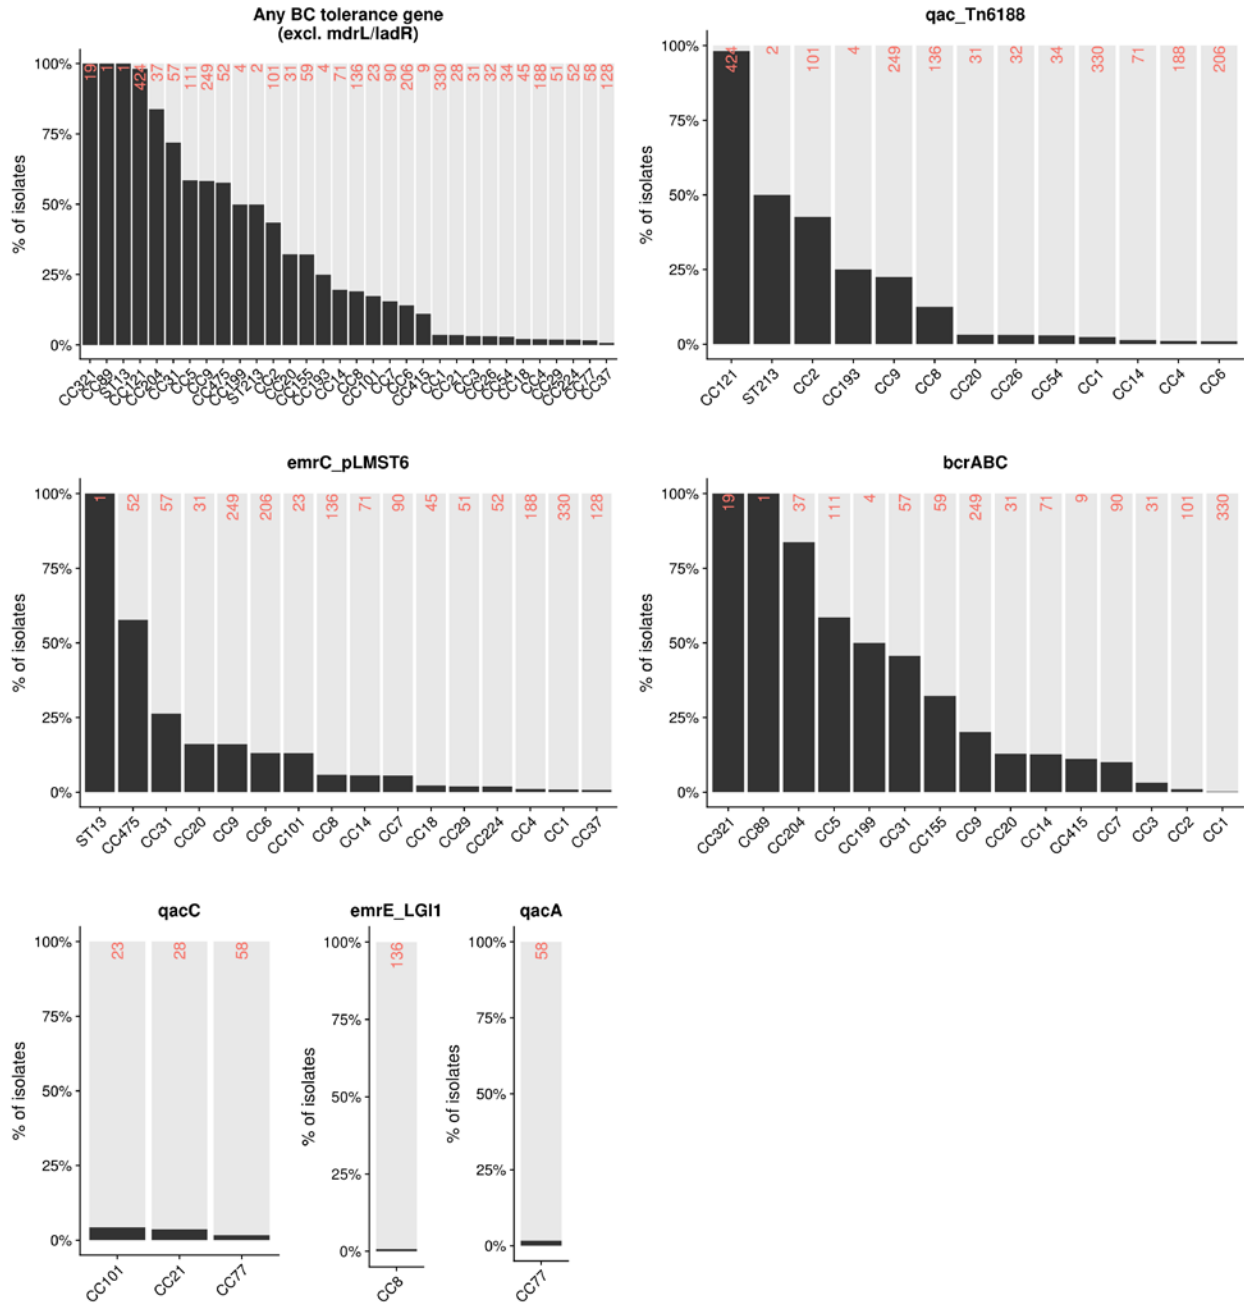 Any BC tolerance gene
(excl. mdrL/ladR)
% of isolates
100%
75%
50%
25%
0%
19 1 1 424 37 57 111 249 52 4 2 101 31 59 4 71 136 23 90 206 9 330 28 31 32 34 45 188 51 52 58 128
CC321 CC89 ST13 CC121 CC204 CC31 CC5 CC9 CC475 CC199 ST213 CC2 CC20 CC155 CC193 CC14 CC8 CC101 CC7 CC6 CC415 CC1 CC21 CC3 CC26 CC54 CC18 CC4 CC29 CC224 CC77 CC37
qac_Tn6188
% of isolates
100%
75%
50%
25%
0%
424 2 101 4 249 136 31 32 34 330 71 188 206
CC121 ST213 CC2 CC193 CC9 CC8 CC20 CC26 CC54 CC1 CC14 CC4 CC6
emrC_pLMST6
% of isolates
100%
75%
50%
25%
0%
1 52 57 31 249 206 23 136 71 90 45 51 52 188 330 128
ST13 CC475 CC31 CC20 CC9 CC6 CC101 CC8 CC14 CC7 CC18 CC29 CC224 CC4 CC1 CC37
bcrABC
% of isolates
100%
75%
50%
25%
0%
19 1 37 111 4 57 59 249 31 71 9 90 31 101 330
CC321 CC89 CC204 CC5 CC199 CC31 CC155 CC9 CC20 CC14 CC415 CC7 CC3 CC2 CC1
qacC
% of isolates
100%
75%
50%
25%
0%
23 28 58
CC101 CC21 CC77
emrE_LGI1
% of isolates
100%
75%
50%
25%
0%
136
CC8
qacA
% of isolates
100%
75%
50%
25%
0%
58
CC77